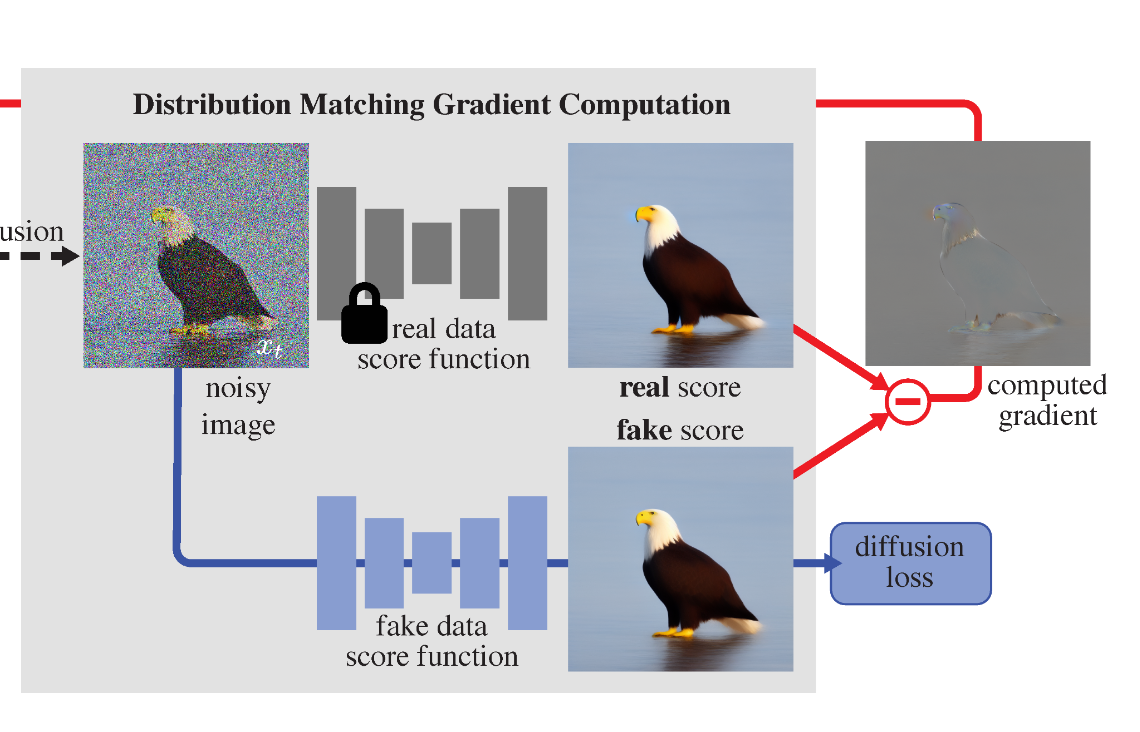 Distribution Matching Gradient Computation
usion
x_t
noisy
image
real data
score function
real score
fake score
computed
gradient
fake data
score function
diffusion
loss